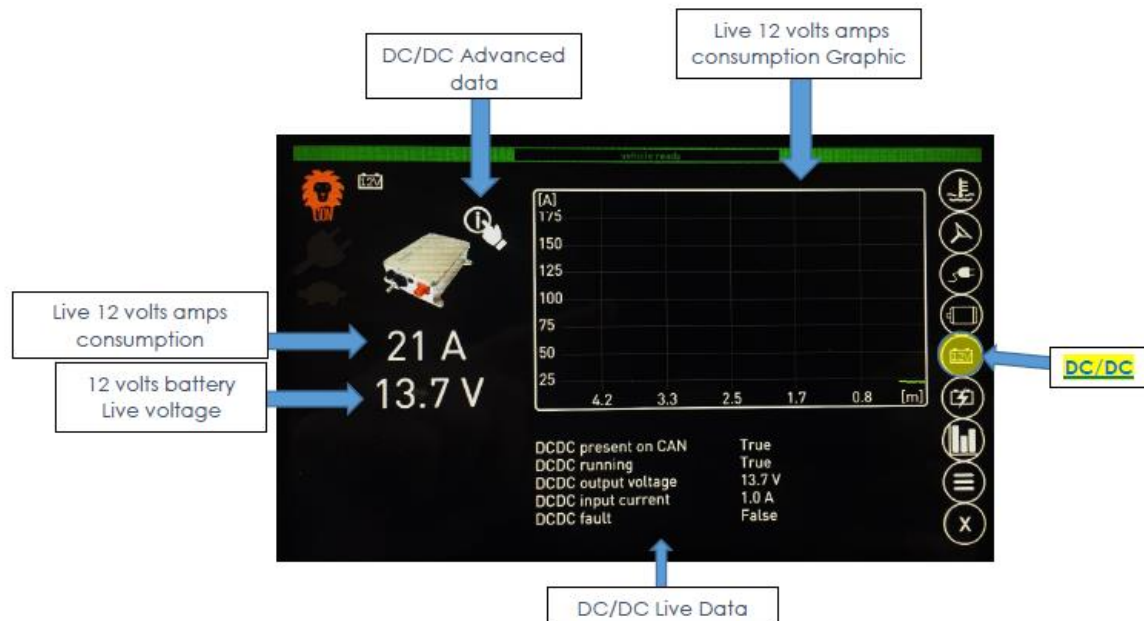 Live 12 volts amps
consumption Graphic
DC/DC Advanced
data
vehicle ready
LION
12V
[A]
175
150
125
100
75
50
25
4.2 3.3 2.5 1.7 0.8 [m]
Live 12 volts amps
consumption
21 A
12 volts battery
Live voltage
13.7 V
12V
DC/DC
DCDC present on CAN True
DCDC running True
DCDC output voltage 13.7 V
DCDC input current 1.0 A
DCDC fault False
X
DC/DC Live Data